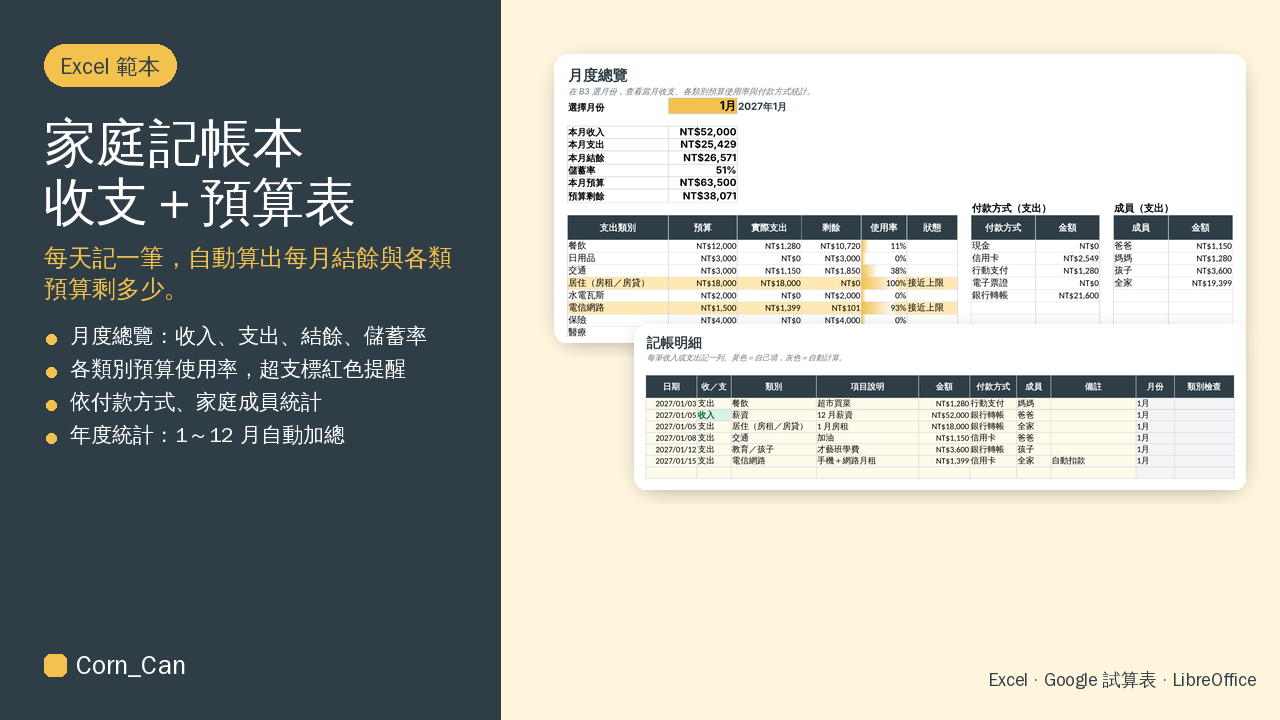 Excel 範本
家庭記帳本
收支＋預算表
每天記一筆，自動算出每月結餘與各類
預算剩多少。
月度總覽：收入、支出、結餘、儲蓄率
各類別預算使用率，超支標紅色提醒
依付款方式、家庭成員統計
年度統計：1～12 月自動加總
Corn_Can
月度總覽
在 B3 選月份，查看當月收支、各類別預算使用率與付款方式統計。
選擇月份 1月 2027年1月
本月收入 NT$52,000
本月支出 NT$25,429
本月結餘 NT$26,571
儲蓄率 51%
本月預算 NT$63,500
預算剩餘 NT$38,071
付款方式（支出） 成員（支出）
支出類別 預算 實際支出 剩餘 使用率 狀態 付款方式 金額 成員 金額
餐飲 NT$12,000 NT$1,280 NT$10,720 11% 現金 NT$0 爸爸 NT$1,150
日用品 NT$3,000 NT$0 NT$3,000 0% 信用卡 NT$2,549 媽媽 NT$1,280
交通 NT$3,000 NT$1,150 NT$1,850 38% 行動支付 NT$1,280 孩子 NT$3,600
居住（房租／房貸） NT$18,000 NT$18,000 NT$0 100% 接近上限 電子票證 NT$0 全家 NT$19,399
水電瓦斯 NT$2,000 NT$0 NT$2,000 0% 銀行轉帳 NT$21,600
電信網路 NT$1,500 NT$1,399 NT$101 93% 接近上限
保險 NT$4,000 NT$0 NT$4,000 0%
醫療
記帳明細
每筆收入或支出記一列。黃色＝自己填，灰色＝自動計算。
日期 收／支 類別 項目說明 金額 付款方式 成員 備註 月份 類別檢查
2027/01/03 支出 餐飲 超市買菜 NT$1,280 行動支付 媽媽 1月
2027/01/05 收入 薪資 12 月薪資 NT$52,000 銀行轉帳 爸爸 1月
2027/01/05 支出 居住（房租／房貸） 1 月房租 NT$18,000 銀行轉帳 全家 1月
2027/01/08 支出 交通 加油 NT$1,150 信用卡 爸爸 1月
2027/01/12 支出 教育／孩子 才藝班學費 NT$3,600 銀行轉帳 孩子 1月
2027/01/15 支出 電信網路 手機＋網路月租 NT$1,399 信用卡 全家 自動扣款 1月
Excel · Google 試算表 · LibreOffice